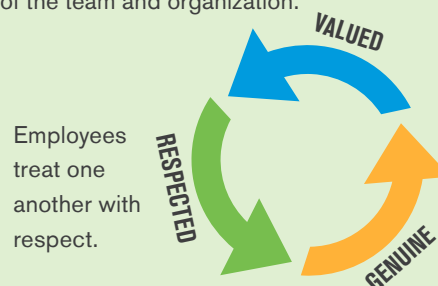 of the team and organization.
VALUED
Employees
treat one
another with
respect.
RESPECTED
GENUINE